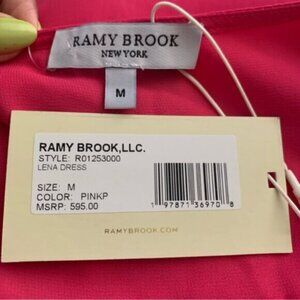 RAMY BROOK
NEW YORK
M
RAMY BROOK,LLC.
STYLE: R01253000
LENA DRESS
SIZE: M
COLOR: PINKP
MSRP: 595.00
1 97871 36970 8
RAMYBROOK.COM